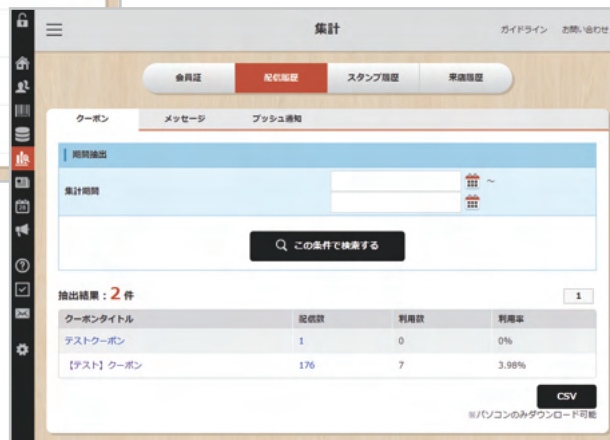 集計
ガイドライン お問い合わせ
会員証 配信履歴 スタンプ履歴 来店履歴
クーポン メッセージ プッシュ通知
期間抽出
集計期間 ～
この条件で検索する
抽出結果：2 件
1
クーポンタイトル 配信数 利用数 利用率
テストクーポン 1 0 0%
【テスト】クーポン 176 7 3.98%
CSV
※パソコンのみダウンロード可能